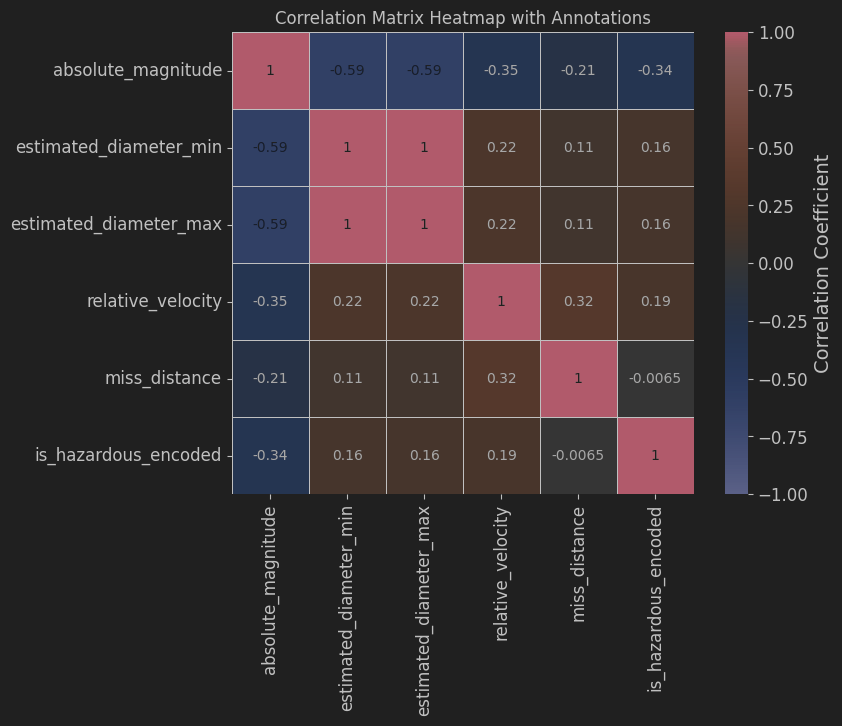 Correlation Matrix Heatmap with Annotations
absolute_magnitude 1 -0.59 -0.59 -0.35 -0.21 -0.34
estimated_diameter_min -0.59 1 1 0.22 0.11 0.16
estimated_diameter_max -0.59 1 1 0.22 0.11 0.16
relative_velocity -0.35 0.22 0.22 1 0.32 0.19
miss_distance -0.21 0.11 0.11 0.32 1 -0.0065
is_hazardous_encoded -0.34 0.16 0.16 0.19 -0.0065 1
absolute_magnitude
estimated_diameter_min
estimated_diameter_max
relative_velocity
miss_distance
is_hazardous_encoded
1.00
0.75
0.50
0.25
0.00
−0.25
−0.50
−0.75
−1.00
Correlation Coefficient